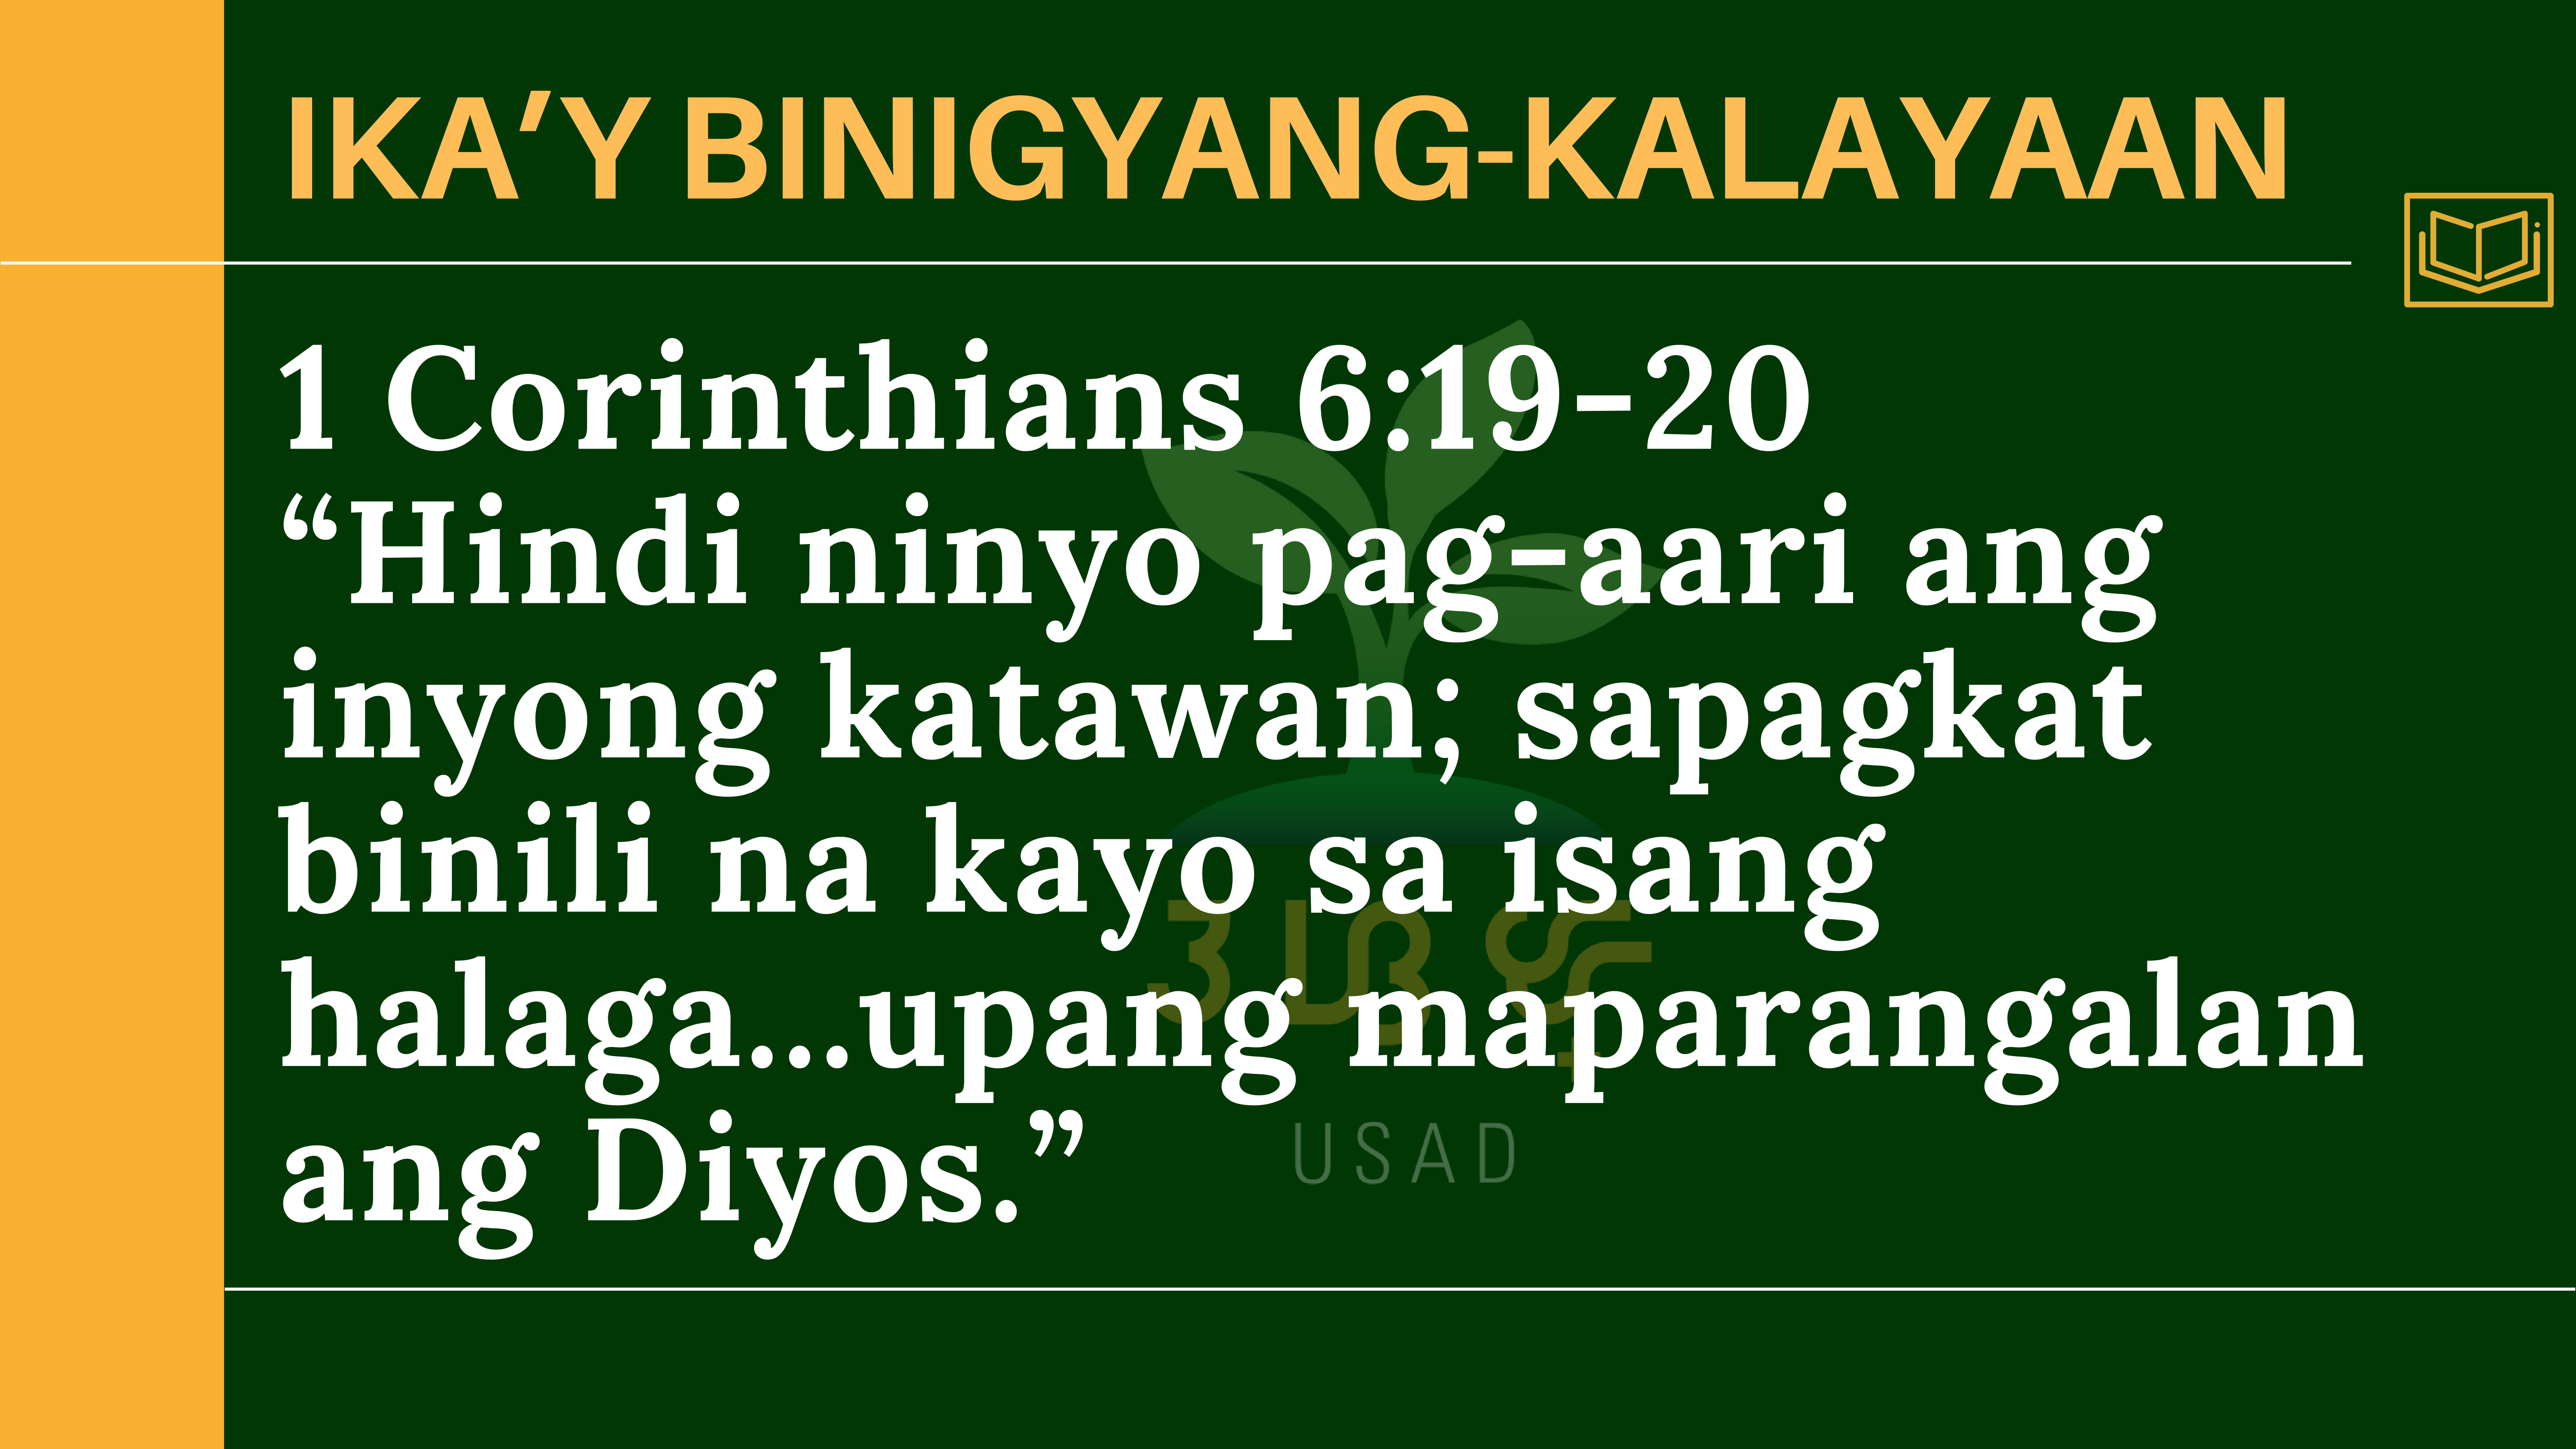 IKA’Y BINIGYANG-KALAYAAN
1 Corinthians 6:19-20
“Hindi ninyo pag-aari ang
inyong katawan; sapagkat
binili na kayo sa isang
halaga...upang maparangalan
ang Diyos.”
USAD